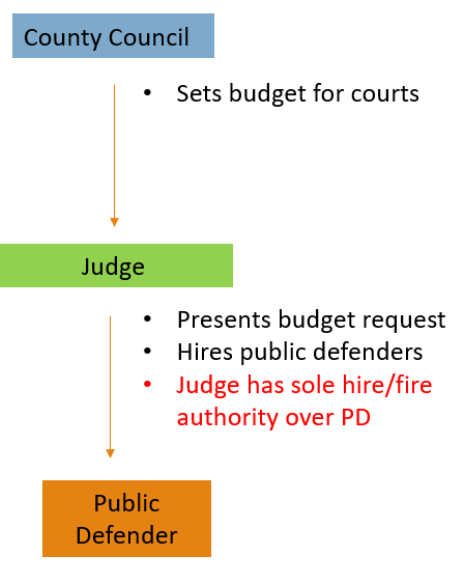 County Council
• Sets budget for courts
Judge
• Presents budget request
• Hires public defenders
• Judge has sole hire/fire
authority over PD
Public
Defender